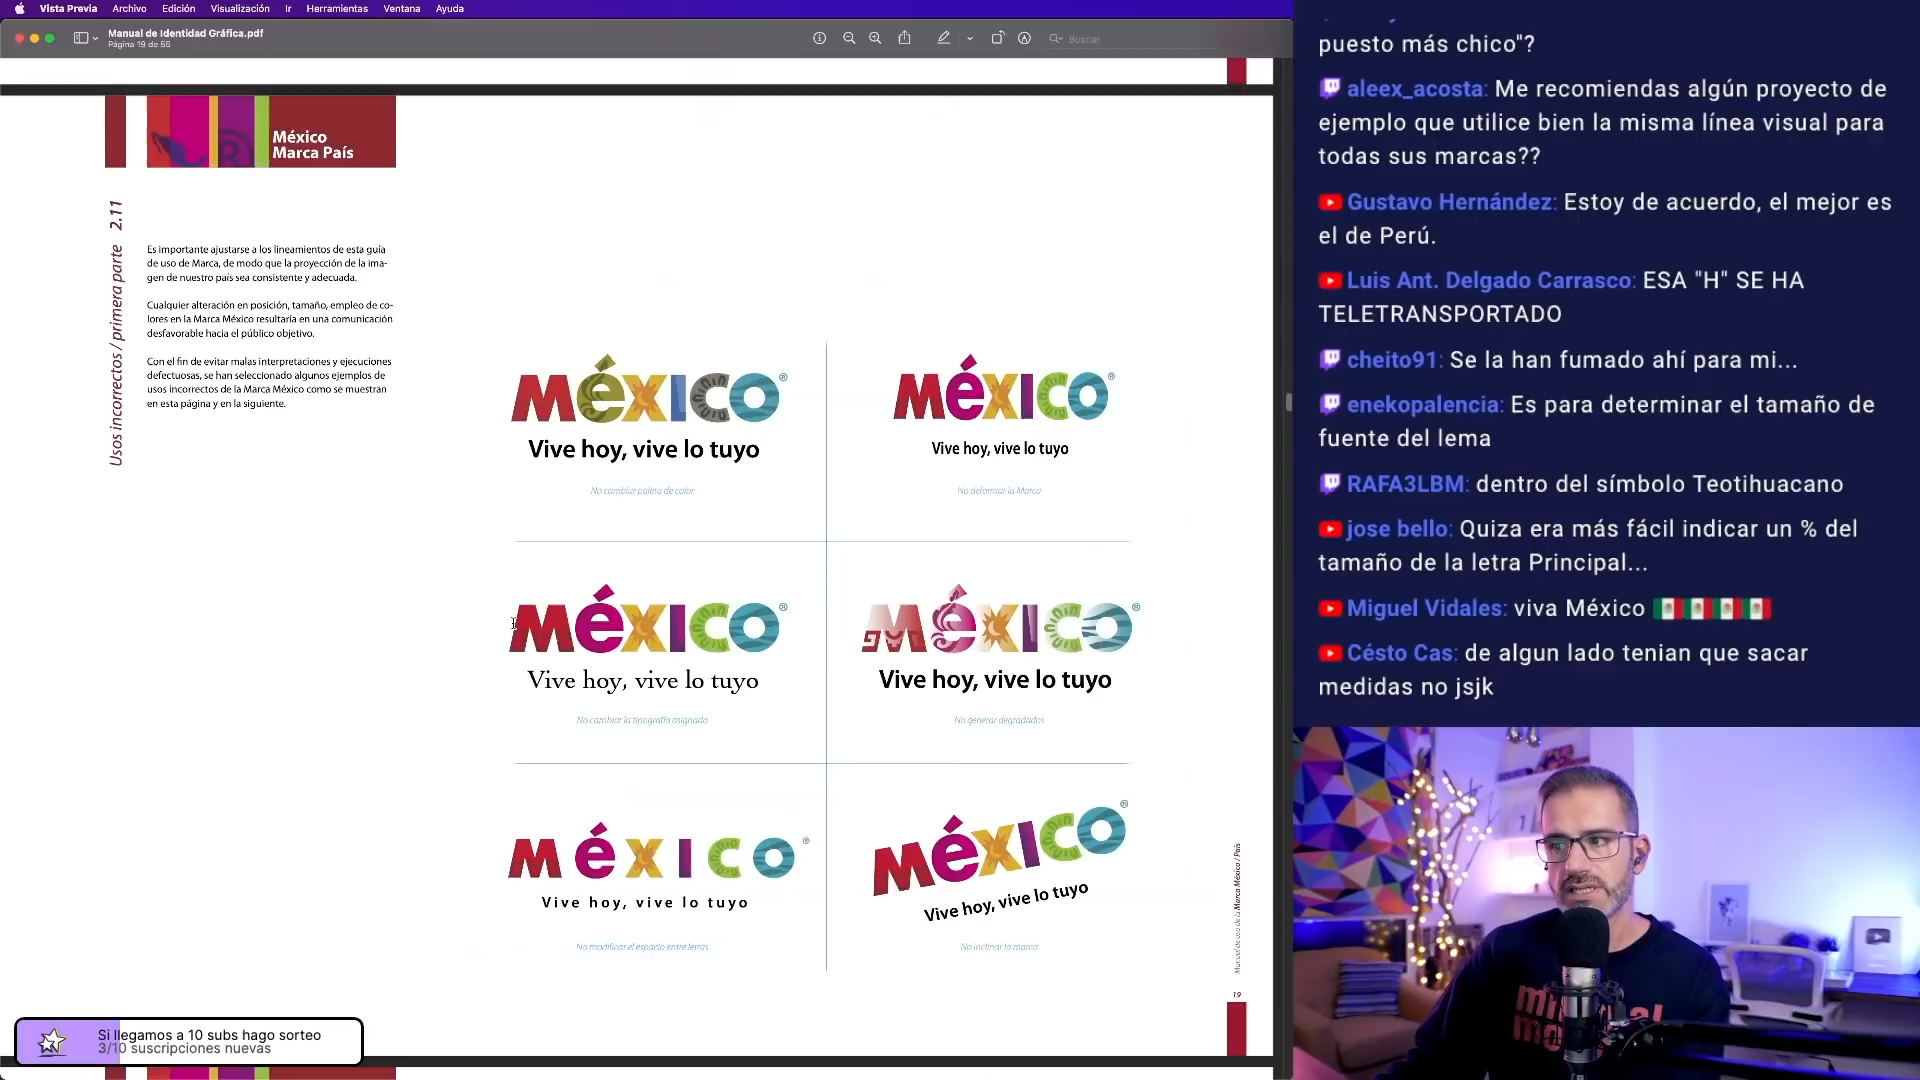 Vista Previa Archivo Edición Visualización Ir Herramientas Ventana Ayuda
Manual de Identidad Gráfica.pdf
Página 19 de 55
Buscar
México
Marca País
Usos incorrectos / primera parte 2.11
Es importante ajustarse a los lineamientos de esta guía
de uso de Marca, de modo que la proyección de la ima-
gen de nuestro país sea consistente y adecuada.
Cualquier alteración en posición, tamaño, empleo de co-
lores en la Marca México resultaría en una comunicación
desfavorable hacia el público objetivo.
Con el fin de evitar malas interpretaciones y ejecuciones
defectuosas, se han seleccionado algunos ejemplos de
usos incorrectos de la Marca México como se muestran
en esta página y en la siguiente.
México®
Vive hoy, vive lo tuyo
No cambiar paleta de color
México®
Vive hoy, vive lo tuyo
No deformar la Marca
México®
Vive hoy, vive lo tuyo
No cambiar la tipografía asignada
México®
Vive hoy, vive lo tuyo
No generar degradados
México®
Vive hoy, vive lo tuyo
No modificar el espacio entre letras
México®
Vive hoy, vive lo tuyo
No inclinar la marca
Manual de uso de la Marca México / País
19
Si llegamos a 10 subs hago sorteo
3/10 suscripciones nuevas
puesto más chico"?
aleex_acosta: Me recomiendas algún proyecto de
ejemplo que utilice bien la misma línea visual para
todas sus marcas??
Gustavo Hernández: Estoy de acuerdo, el mejor es
el de Perú.
Luis Ant. Delgado Carrasco: ESA "H" SE HA
TELETRANSPORTADO
cheito91: Se la han fumado ahí para mi...
enekopalencia: Es para determinar el tamaño de
fuente del lema
RAFA3LBM: dentro del símbolo Teotihuacano
jose bello: Quiza era más fácil indicar un % del
tamaño de la letra Principal...
Miguel Vidales: viva México 🇲🇽🇲🇽🇲🇽🇲🇽
Césto Cas: de algun lado tenian que sacar
medidas no jsjk